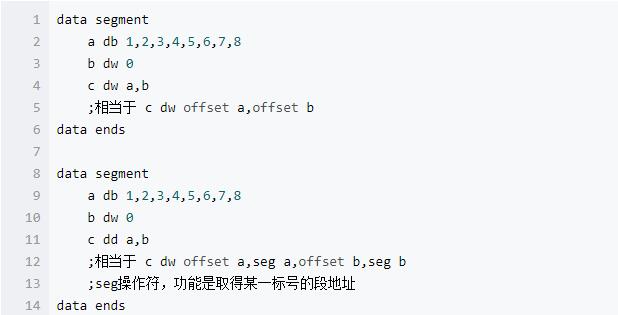 1 data segment
2 a db 1,2,3,4,5,6,7,8
3 b dw 0
4 c dw a,b
5 ;相当于 c dw offset a,offset b
6 data ends
7
8 data segment
9 a db 1,2,3,4,5,6,7,8
10 b dw 0
11 c dd a,b
12 ;相当于 c dw offset a,seg a,offset b,seg b
13 ;seg操作符，功能是取得某一标号的段地址
14 data ends